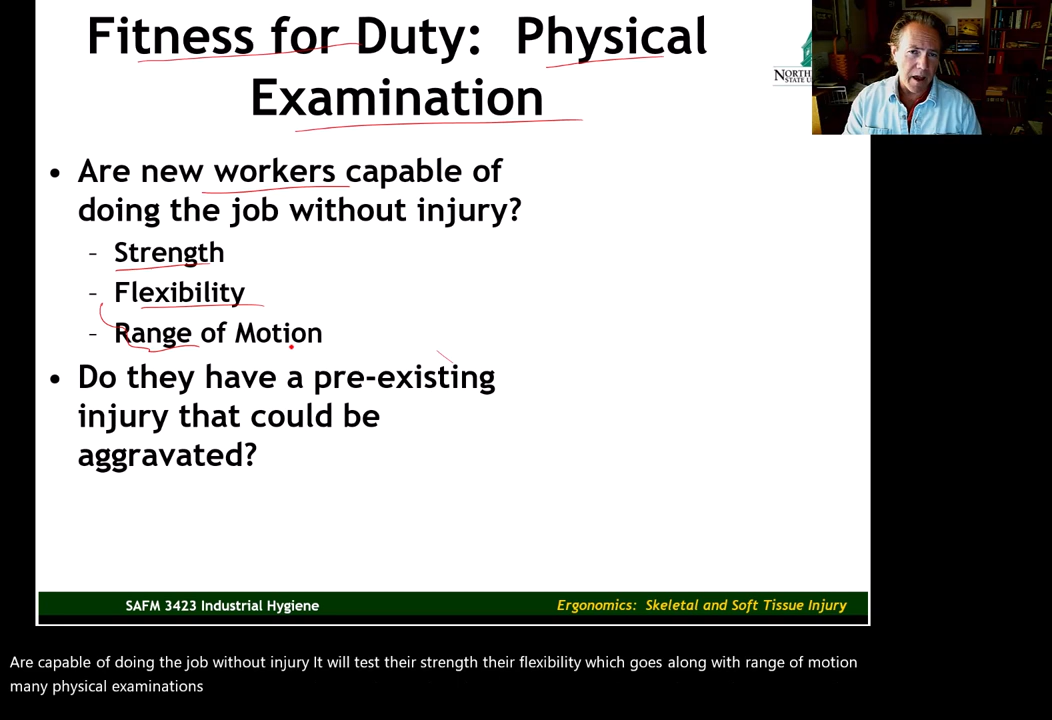 Fitness for Duty: Physical
Examination
NORTH
STATE U
• Are new workers capable of
doing the job without injury?
– Strength
– Flexibility
– Range of Motion
• Do they have a pre-existing
injury that could be
aggravated?
SAFM 3423 Industrial Hygiene
Ergonomics: Skeletal and Soft Tissue Injury
Are capable of doing the job without injury It will test their strength their flexibility which goes along with range of motion
many physical examinations